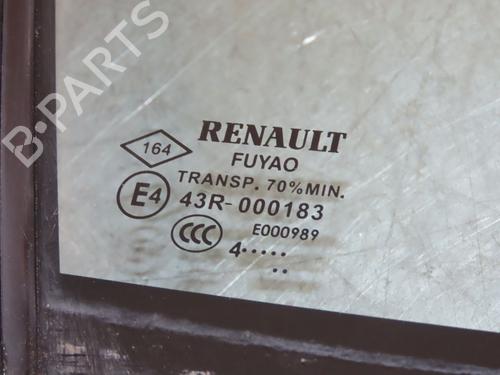 B-PARTS
164
RENAULT
FUYAO
TRANSP. 70%MIN.
E4
43R-000183
CCC
E000989
4.....
..